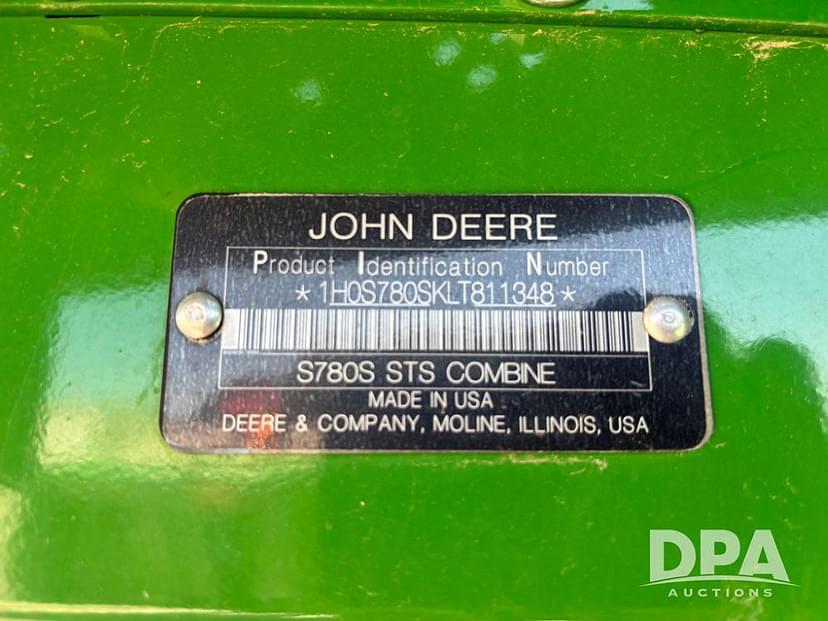 JOHN DEERE
Product Identification Number
*1H0S780SKLT811348*
S780S STS COMBINE
MADE IN USA
DEERE & COMPANY, MOLINE, ILLINOIS, USA
DPA
AUCTIONS